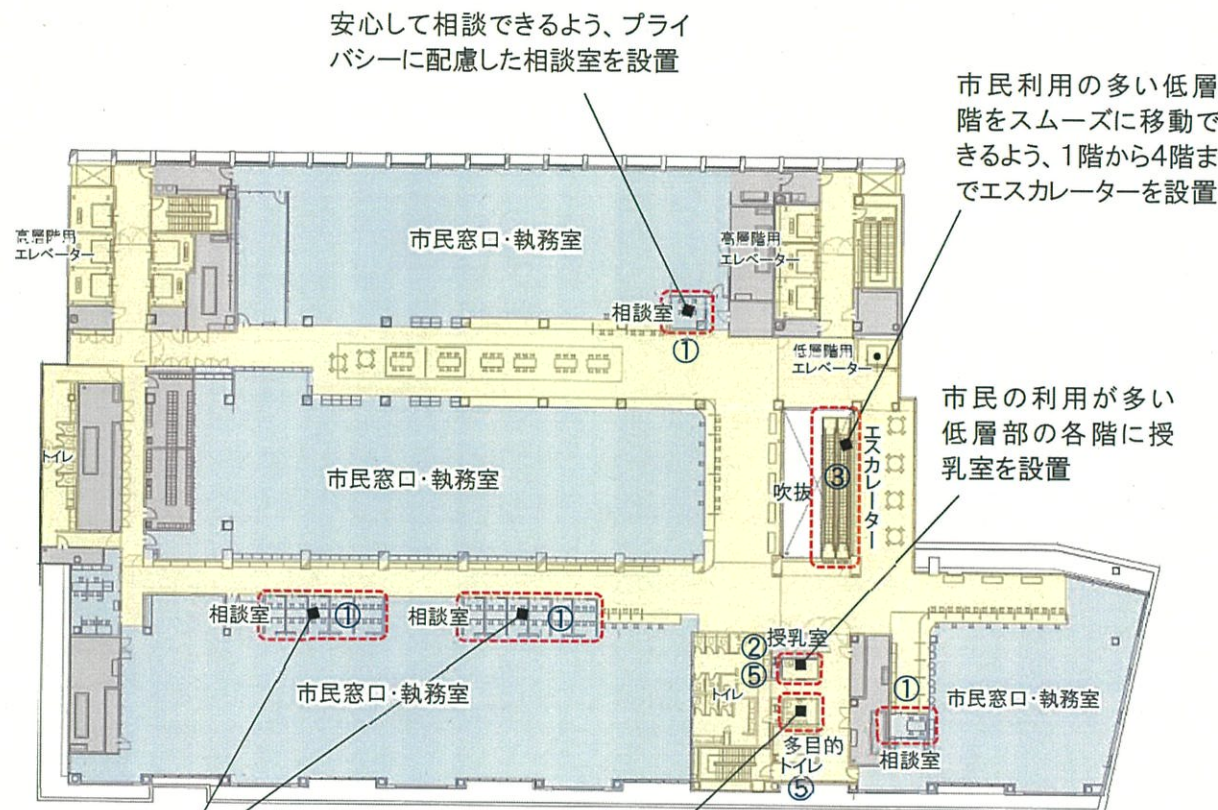 安心して相談できるよう、プライ
バシーに配慮した相談室を設置
市民利用の多い低層
階をスムーズに移動で
きるよう、1階から4階ま
でエスカレーターを設置
高層階用
エレベーター
市民窓口・執務室
高層階用
エレベーター
相談室
①
低層階用
エレベーター
市民の利用が多い
低層部の各階に授
乳室を設置
トイレ
市民窓口・執務室
吹抜
③
エスカレーター
相談室
①
相談室
①
市民窓口・執務室
②
授乳室
⑤
トイレ
多目的
トイレ
⑤
①
市民窓口・執務室
相談室